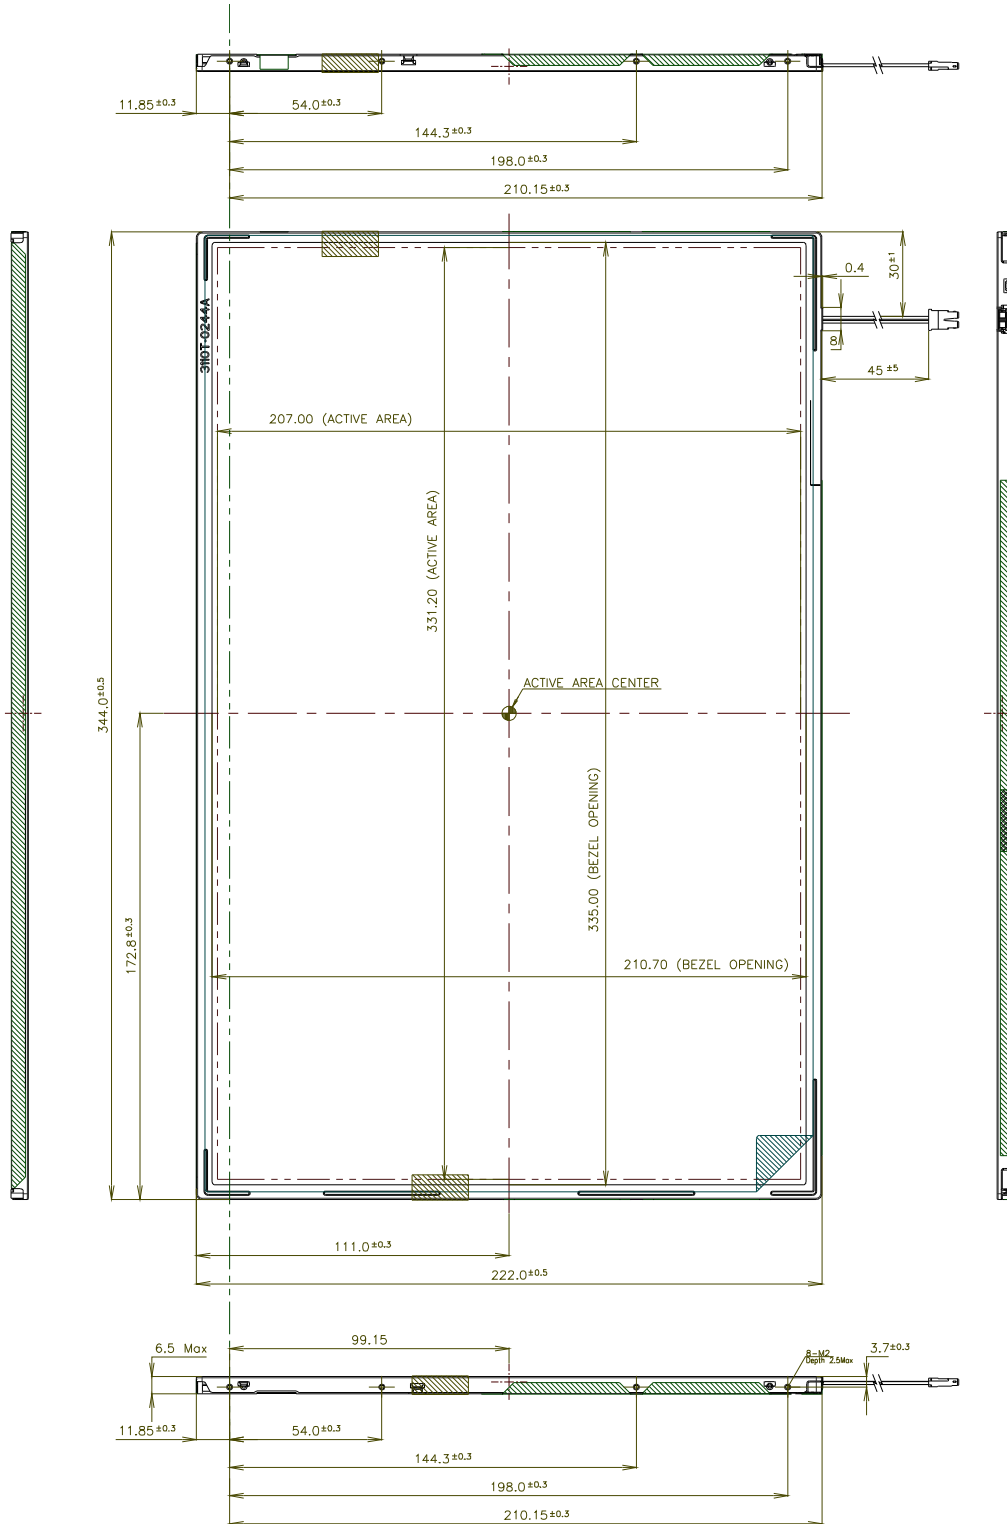 11.85±0.3
54.0±0.3
144.3±0.3
198.0±0.3
210.15±0.3
0.4
30±1
3110T-0244A
8
45 ±5
207.00 (ACTIVE AREA)
331.20 (ACTIVE AREA)
ACTIVE AREA CENTER
344.0±0.5
335.00 (BEZEL OPENING)
172.8±0.3
210.70 (BEZEL OPENING)
111.0±0.3
222.0±0.5
99.15
6.5 Max
8-M2
Depth 2.5Max
3.7±0.3
11.85±0.3
54.0±0.3
144.3±0.3
198.0±0.3
210.15±0.3